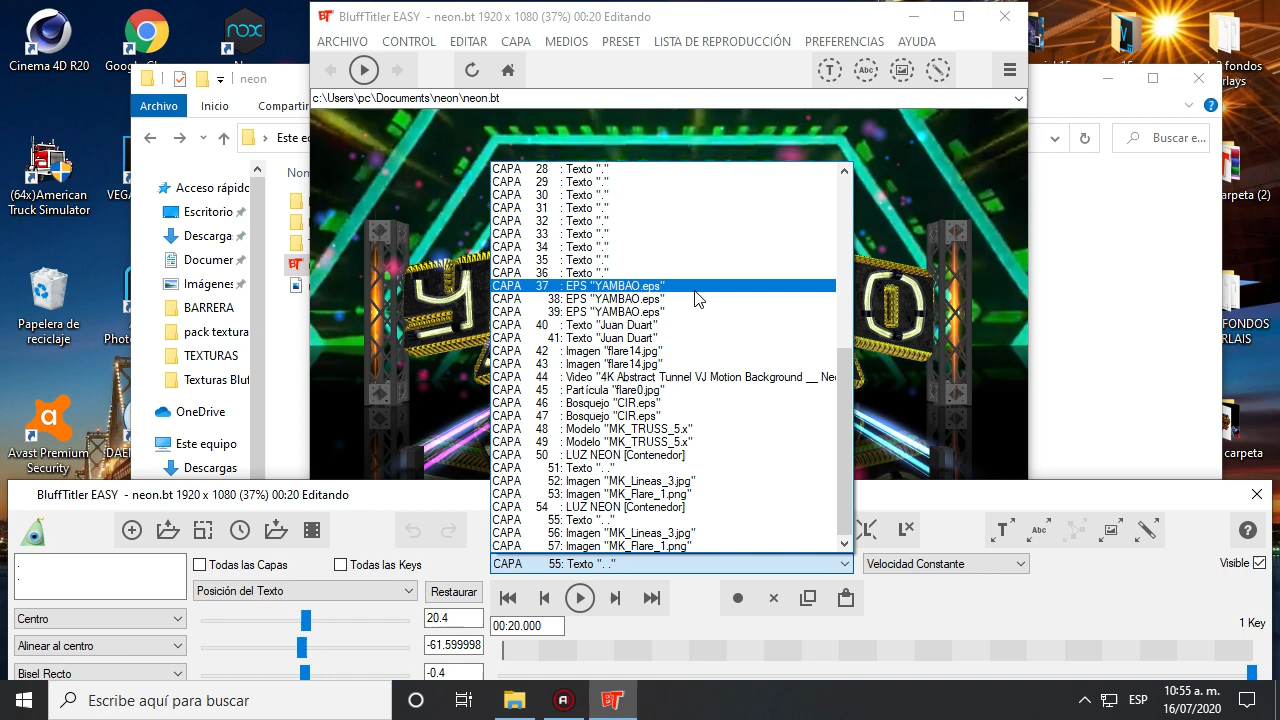 Cinema 4D R20
Google Ch
(64x)American
Truck Simulator
Papelera de
reciclaje
Avast Premium
Security
BluffTitler EASY - neon.bt 1920 x 1080 (37%) 00:20 Editando
ARCHIVO CONTROL EDITAR CAPA MEDIOS PRESET LISTA DE REPRODUCCIÓN PREFERENCIAS AYUDA
c:\Users\pc\Documents\neon\neon.bt
neon
Archivo Inicio Compartir
Este e
Buscar e...
Nom
Acceso rápido
Escritorio
Descarga
Documer
Imágenes
BARRERA
pack textura
TEXTURAS
Texturas Bluf
OneDrive
Este equipo
Descargas
CAPA 28 : Texto "."
CAPA 29 : Texto "."
CAPA 30 : Texto "."
CAPA 31 : Texto "."
CAPA 32 : Texto "."
CAPA 33 : Texto "."
CAPA 34 : Texto "."
CAPA 35 : Texto "."
CAPA 36 : Texto "."
CAPA 37 : EPS "YAMBAO.eps"
CAPA 38: EPS "YAMBAO.eps"
CAPA 39: EPS "YAMBAO.eps"
CAPA 40 : Texto "Juan Duart"
CAPA 41: Texto "Juan Duart"
CAPA 42 : Imagen "flare14.jpg"
CAPA 43 : Imagen "flare14.jpg"
CAPA 44 : Video "4K Abstract Tunnel VJ Motion Background __ Neo
CAPA 45 : Partícula "flare0.jpg"
CAPA 46 : Bosquejo "CIR.eps"
CAPA 47 : Bosquejo "CIR.eps"
CAPA 48 : Modelo "MK_TRUSS_5.x"
CAPA 49 : Modelo "MK_TRUSS_5.x"
CAPA 50 : LUZ NEON [Contenedor]
CAPA 51: Texto ". ."
CAPA 52: Imagen "MK_Lineas_3.jpg"
CAPA 53: Imagen "MK_Flare_1.png"
CAPA 54 : LUZ NEON [Contenedor]
CAPA 55: Texto ". ."
CAPA 56: Imagen "MK_Lineas_3.jpg"
CAPA 57: Imagen "MK_Flare_1.png"
CAPA 55: Texto ". ."
fondos
rlays
arpeta (2)
FONDOS
RLAIS
carpeta
BluffTitler EASY - neon.bt 1920 x 1080 (37%) 00:20 Editando
.
.
Todas las Capas Todas las Keys
Posición del Texto Restaurar
Velocidad Constante Visible
Centro 20.4
Alinear al centro -61.599998
Bisel Recto -0.4
00:20.000
1 Key
Escribe aquí para buscar
ESP
10:55 a. m.
16/07/2020